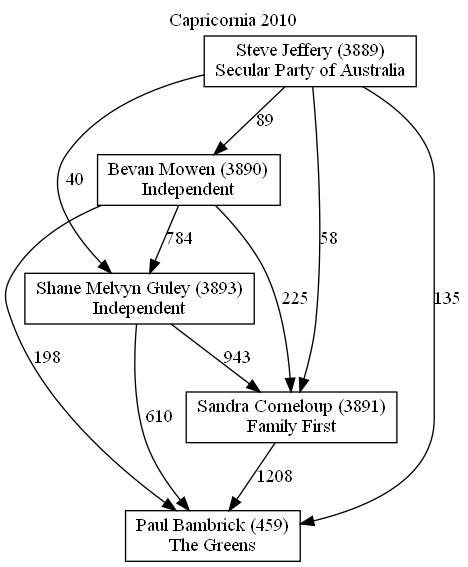 Capricornia 2010
Steve Jeffery (3889)
Secular Party of Australia
89
Bevan Mowen (3890)
Independent
40
784
58
Shane Melvyn Guley (3893)
Independent
225
135
198
943
Sandra Corneloup (3891)
Family First
610
1208
Paul Bambrick (459)
The Greens